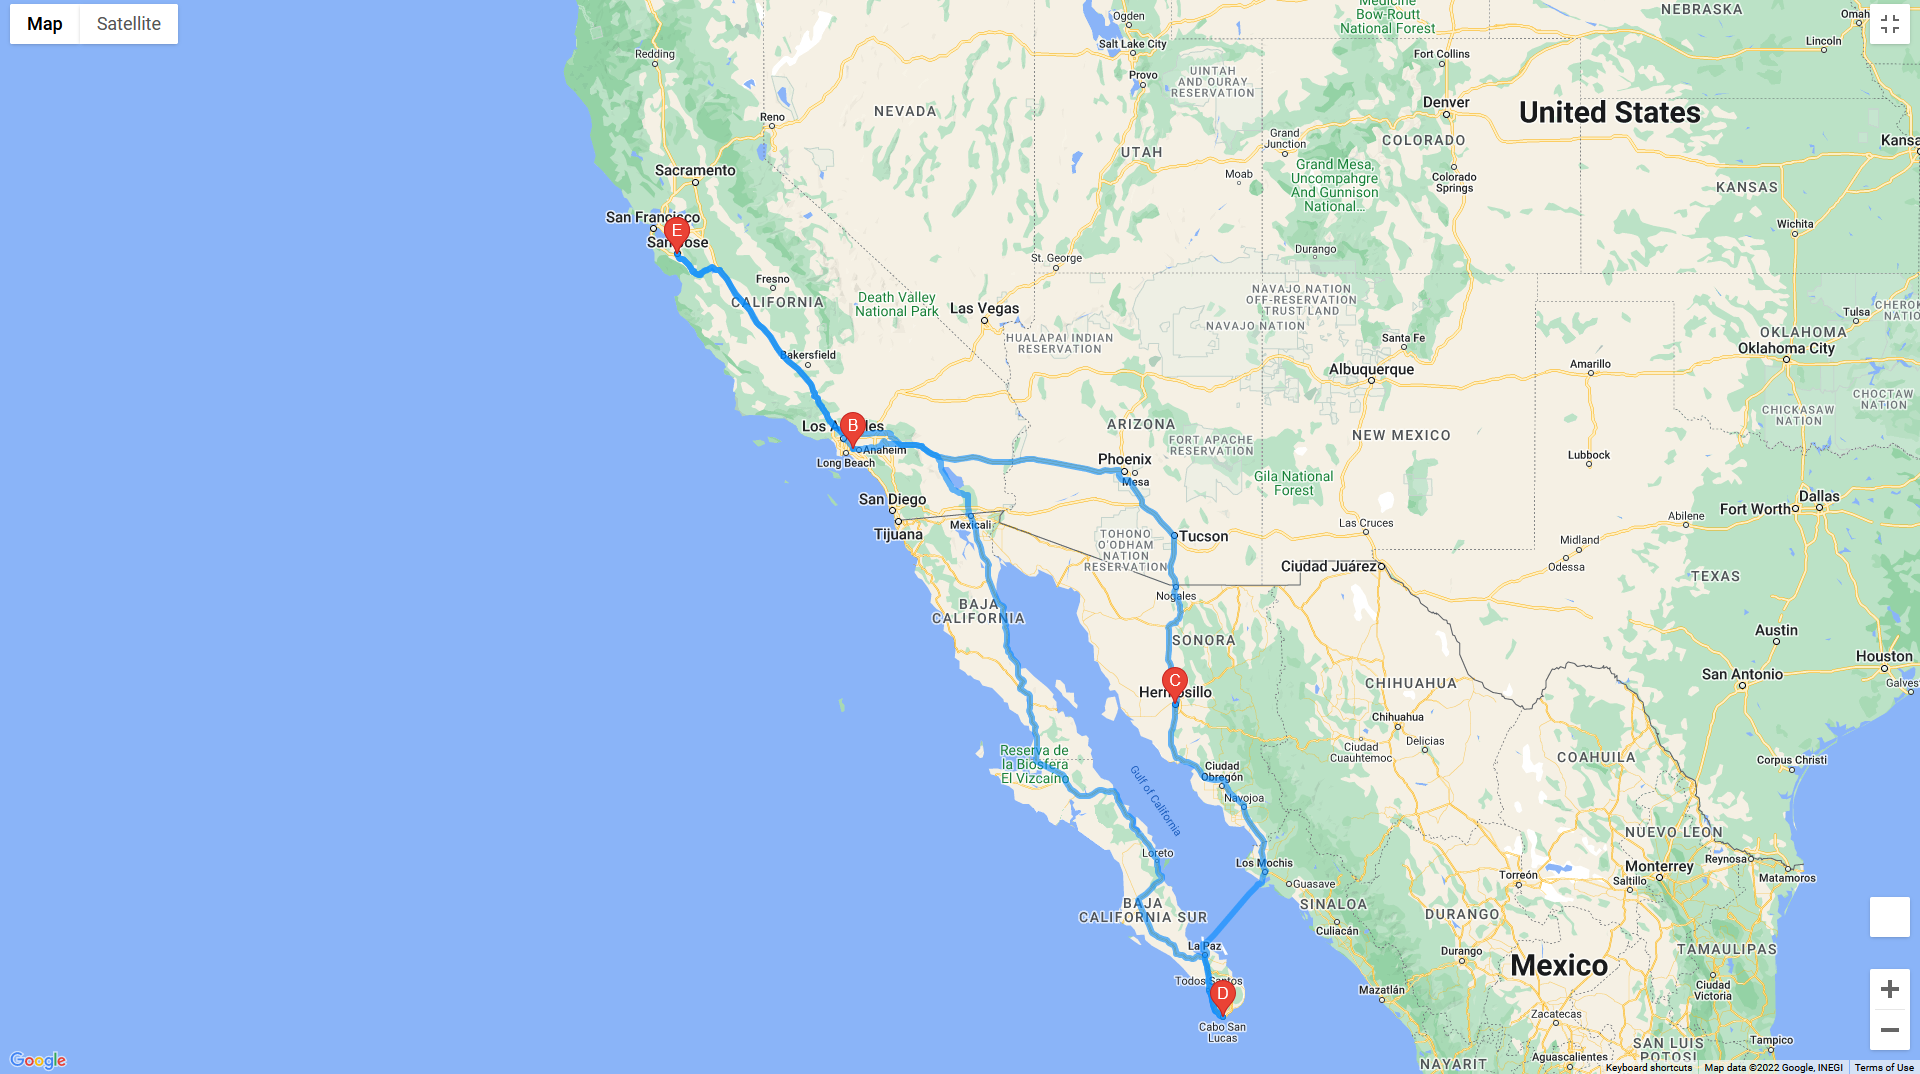 Map
Satellite
Ogden
Salt Lake City
Provo
UINTAH
AND OURAY
RESERVATION
Medicine
Bow-Routt
National Forest
Fort Collins
NEBRASKA
Omah
Lincoln
Redding
NEVADA
Reno
Denver
COLORADO
United States
Grand
Junction
UTAH
Moab
Grand Mesa,
Uncompahgre
And Gunnison
National...
Colorado
Springs
Kansa
KANSAS
Wichita
Sacramento
San Francisco
E
San Jose
Durango
St. George
Fresno
CALIFORNIA
Death Valley
National Park
Las Vegas
NAVAJO NATION
OFF-RESERVATION
TRUST LAND
NAVAJO NATION
HUALAPAI INDIAN
RESERVATION
Santa Fe
Albuquerque
Amarillo
Tulsa
CHEROK
NATIO
OKLAHOMA
Oklahoma City
Bakersfield
Los Angeles
B
Anaheim
Long Beach
ARIZONA
FORT APACHE
RESERVATION
Phoenix
Mesa
NEW MEXICO
Gila National
Forest
Lubbock
CHICKASAW
NATION
CHOCTAW
NATION
San Diego
Tijuana
Mexicali
TOHONO
O'ODHAM
NATION
RESERVATION
Tucson
Las Cruces
Ciudad Juárez
Midland
Odessa
Abilene
Fort Worth
Dallas
TEXAS
Nogales
BAJA
CALIFORNIA
SONORA
Austin
Houston
Galves
San Antonio
C
Hermosillo
CHIHUAHUA
Chihuahua
Ciudad
Cuauhtemoc
Delicias
COAHUILA
Corpus Christi
Reserva de
la Biosfera
El Vizcaino
Gulf of California
Ciudad
Obregón
Navojoa
NUEVO LEON
Monterrey
Reynosa
Matamoros
Saltillo
Torreón
Loreto
Los Mochis
Guasave
SINALOA
Culiacán
DURANGO
Durango
BAJA
CALIFORNIA SUR
La Paz
Todos Santos
D
Cabo San
Lucas
Mexico
TAMAULIPAS
Ciudad
Victoria
Mazatlán
Zacatecas
SAN LUIS
POTOSI
Tampico
Aguascalientes
NAYARIT
Google
Keyboard shortcuts
Map data ©2022 Google, INEGI
Terms of Use